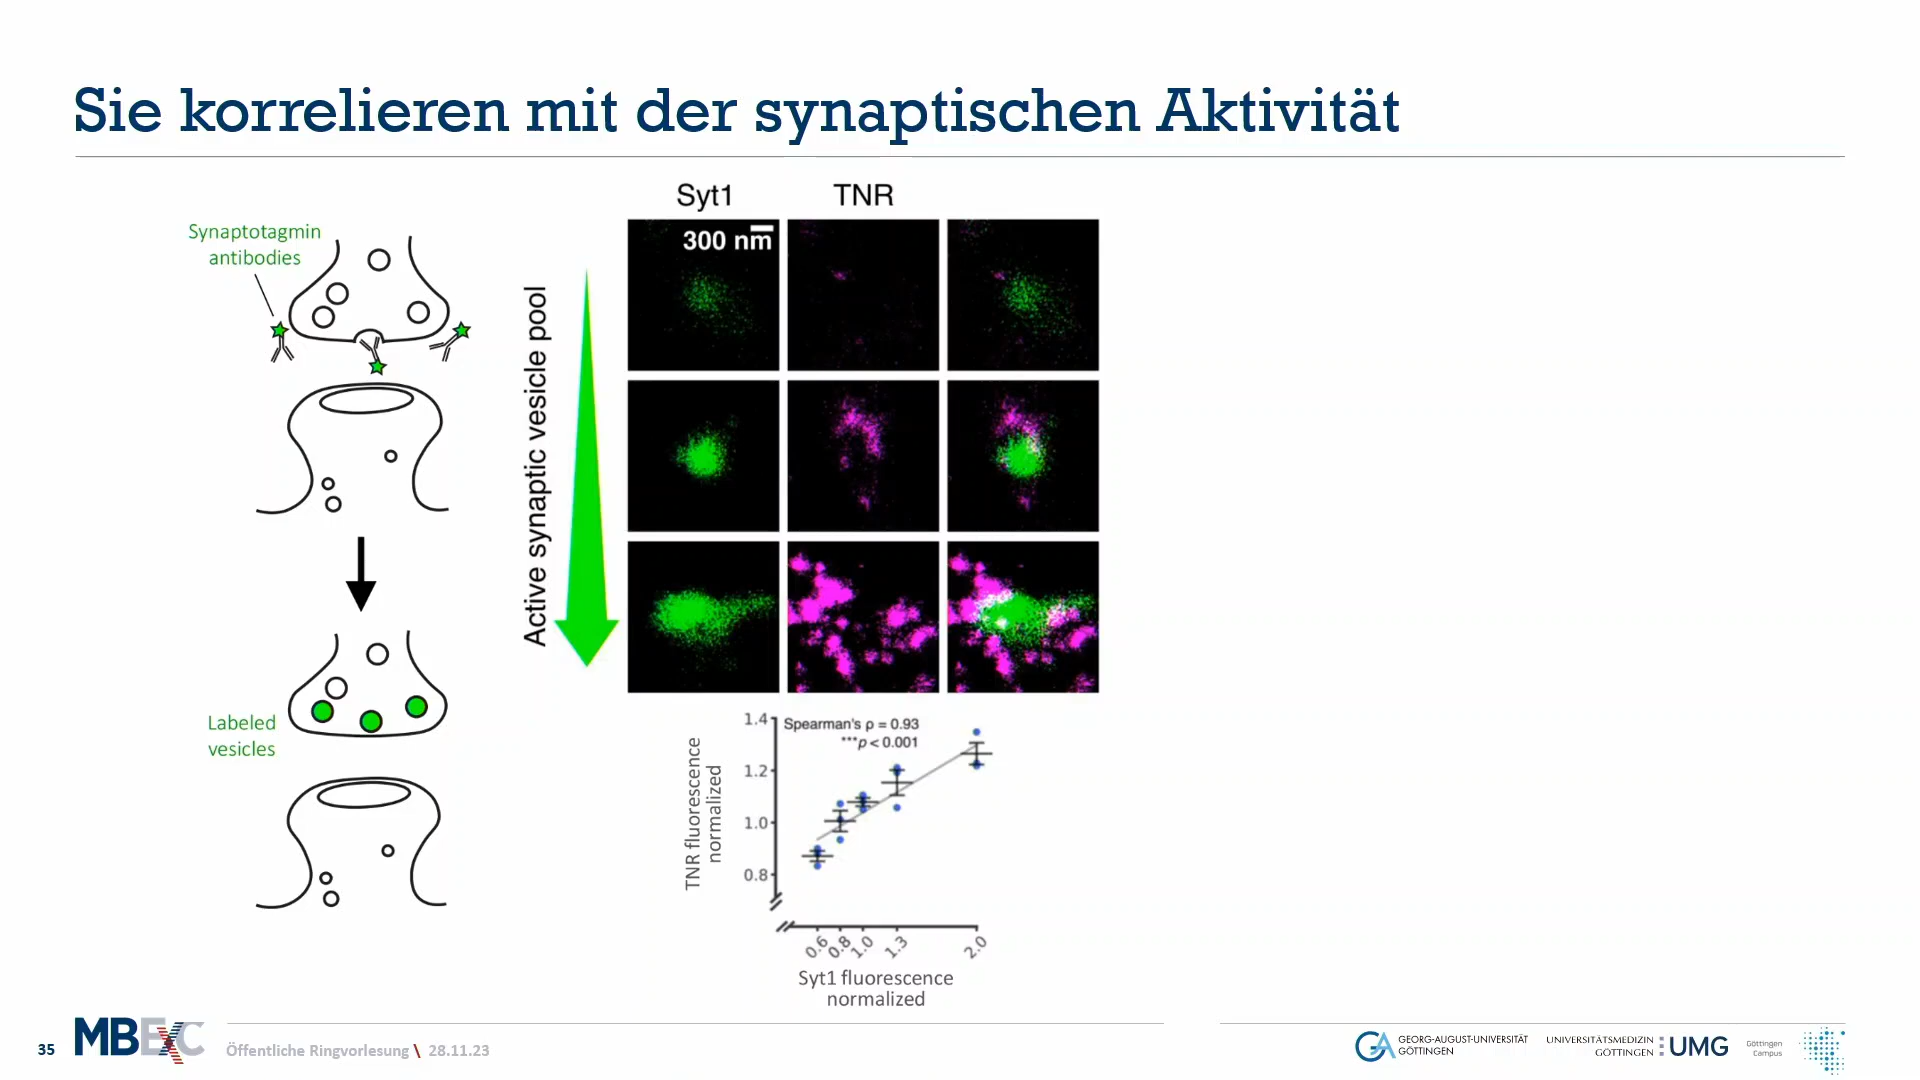 Sie korrelieren mit der synaptischen Aktivität
Synaptotagmin
antibodies
Labeled
vesicles
Active synaptic vesicle pool
Syt1
TNR
300 nm
1.4
1.2
1.0
0.8
Spearman's ρ = 0.93
***p < 0.001
TNR fluorescence
normalized
0.6
0.8
1.0
1.3
2.0
Syt1 fluorescence
normalized
35
MBExC
Öffentliche Ringvorlesung \ 28.11.23
GEORG-AUGUST-UNIVERSITÄT
GÖTTINGEN
UNIVERSITÄTSMEDIZIN
GÖTTINGEN
UMG
Göttingen
Campus